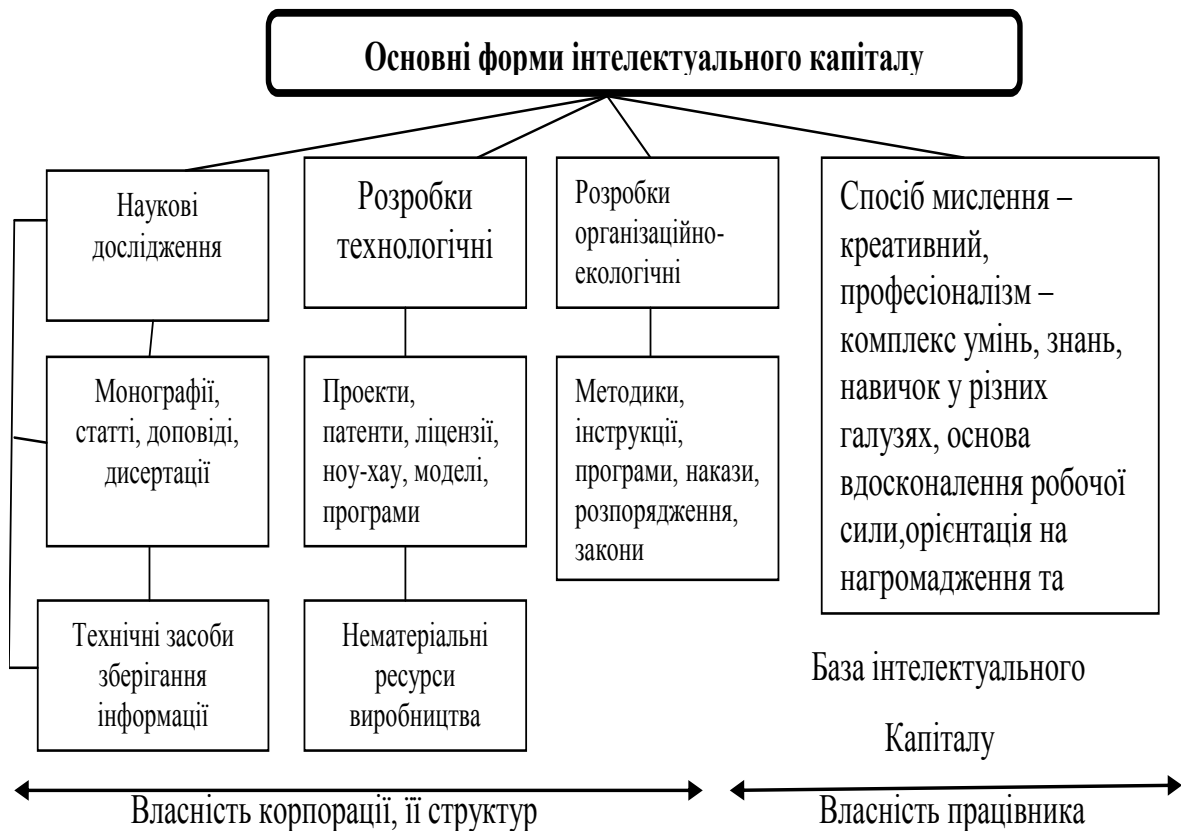 Основні форми інтелектуального капіталу
Наукові
дослідження
Розробки
технологічні
Розробки
організаційно-
екологічні
Спосіб мислення –
креативний,
професіоналізм –
комплекс умінь, знань,
навичок у різних
галузях, основа
вдосконалення робочої
сили,орієнтація на
нагромадження та
Монографії,
статті, доповіді,
дисертації
Проекти,
патенти, ліцензії,
ноу-хау, моделі,
програми
Методики,
інструкції,
програми, накази,
розпорядження,
закони
Технічні засоби
зберігання
інформації
Нематеріальні
ресурси
виробництва
База інтелектуального
Капіталу
Власність корпорації, її структур
Власність працівника